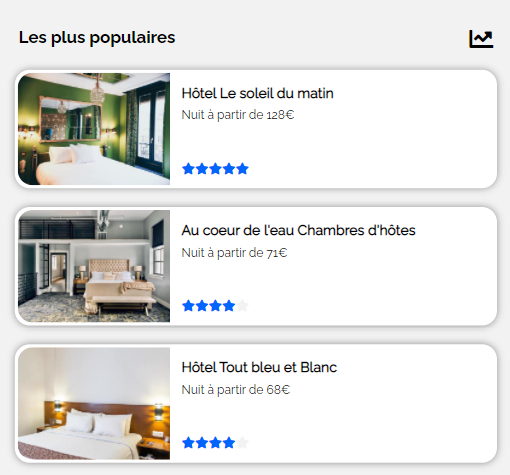 Les plus populaires
Hôtel Le soleil du matin
Nuit à partir de 128€
Au coeur de l'eau Chambres d'hôtes
Nuit à partir de 71€
Hôtel Tout bleu et Blanc
Nuit à partir de 68€